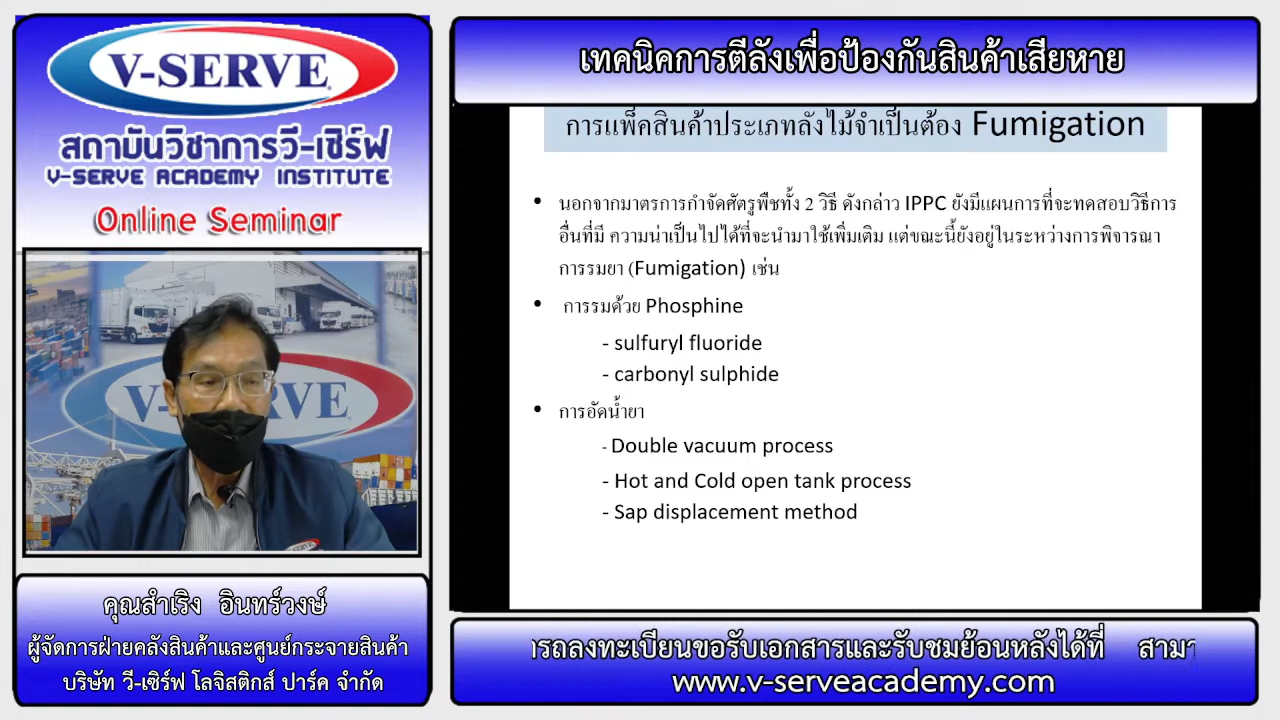 V-SERVE
สถาบันวิชาการวี-เซิร์ฟ
V-SERVE ACADEMY INSTITUTE
Online Seminar
V-SERVE
คุณสำเริง อินทร์วงษ์
ผู้จัดการฝ่ายคลังสินค้าและศูนย์กระจายสินค้า
บริษัท วี-เซิร์ฟ โลจิสติกส์ ปาร์ค จำกัด
เทคนิคการตีลังเพื่อป้องกันสินค้าเสียหาย
การแพ็คสินค้าประเภทลังไม้จำเป็นต้อง Fumigation
• นอกจากมาตรการกำจัดศัตรูพืชทั้ง 2 วิธี ดังกล่าว IPPC ยังมีแผนการที่จะทดสอบวิธีการ
อื่นที่มี ความน่าเป็นไปได้ที่จะนำมาใช้เพิ่มเติม แต่ขณะนี้ยังอยู่ในระหว่างการพิจารณา
การรมยา (Fumigation) เช่น
• การรมด้วย Phosphine
- sulfuryl fluoride
- carbonyl sulphide
• การอัดน้ำยา
- Double vacuum process
- Hot and Cold open tank process
- Sap displacement method
ารถลงทะเบียนขอรับเอกสารและรับชมย้อนหลังได้ที่ สามา
www.v-serveacademy.com